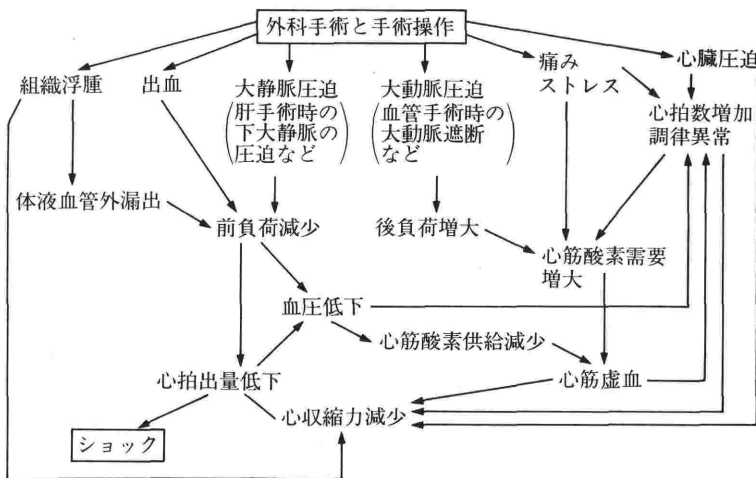 外科手術と手術操作
組織浮腫
出血
大静脈圧迫
(肝手術時の
下大静脈の
圧迫など)
大動脈圧迫
(血管手術時の
大動脈遮断
など)
痛み
ストレス
心臓圧迫
心拍数増加
調律異常
体液血管外漏出
前負荷減少
後負荷増大
心筋酸素需要
増大
血圧低下
心筋酸素供給減少
心拍出量低下
心筋虚血
心収縮力減少
ショック